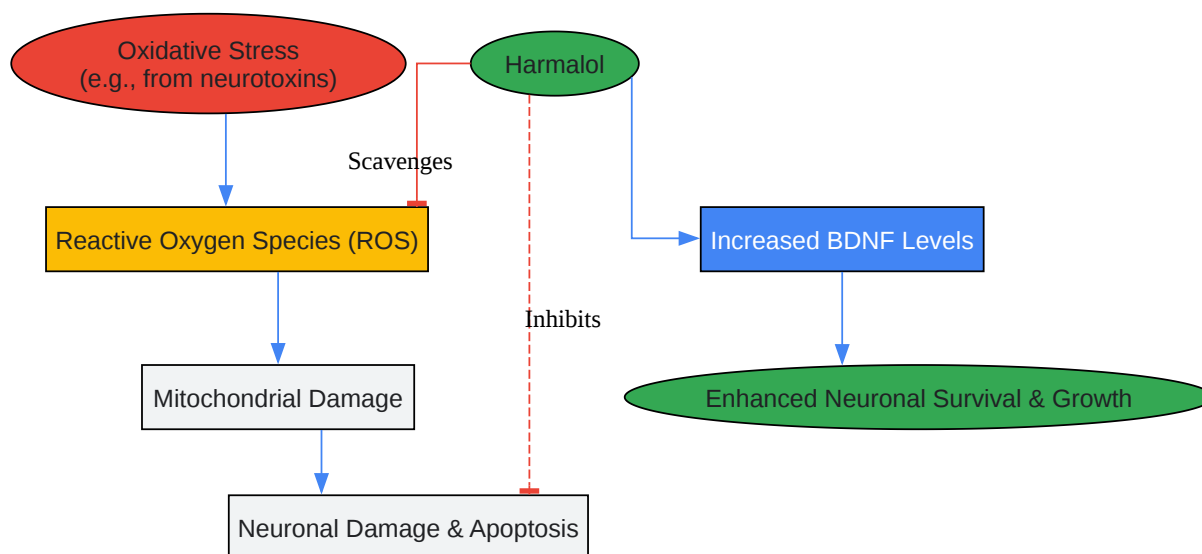 Oxidative Stress
(e.g., from neurotoxins)
Harmalol
Scavenges
Reactive Oxygen Species (ROS)
Increased BDNF Levels
Inhibits
Mitochondrial Damage
Enhanced Neuronal Survival & Growth
Neuronal Damage & Apoptosis